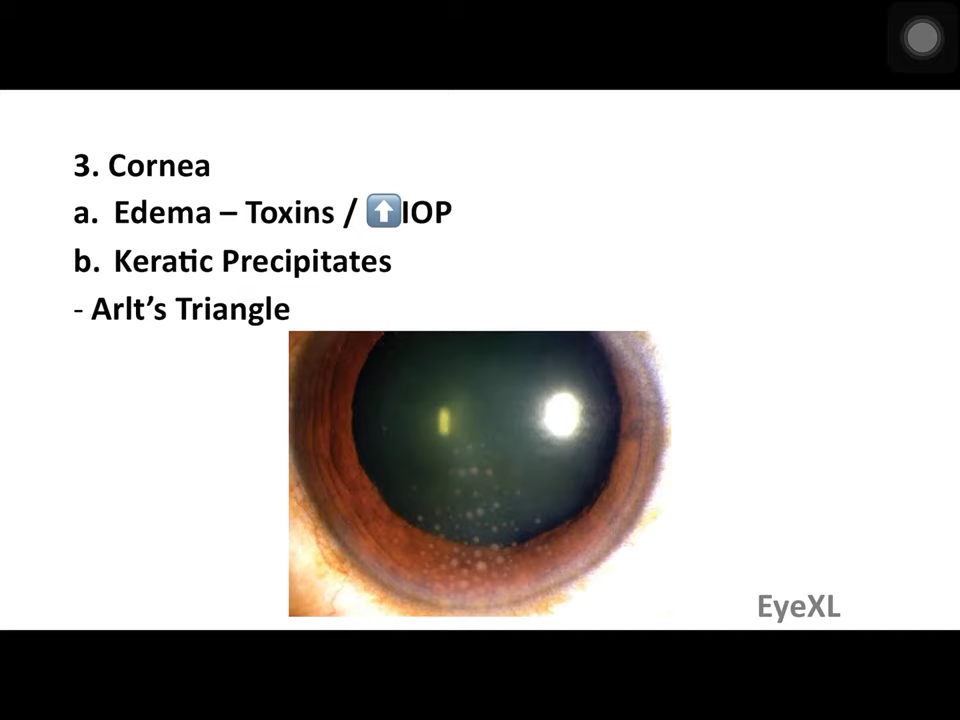 3. Cornea
a. Edema – Toxins / ⬆IOP
b. Keratic Precipitates
- Arlt’s Triangle
EyeXL